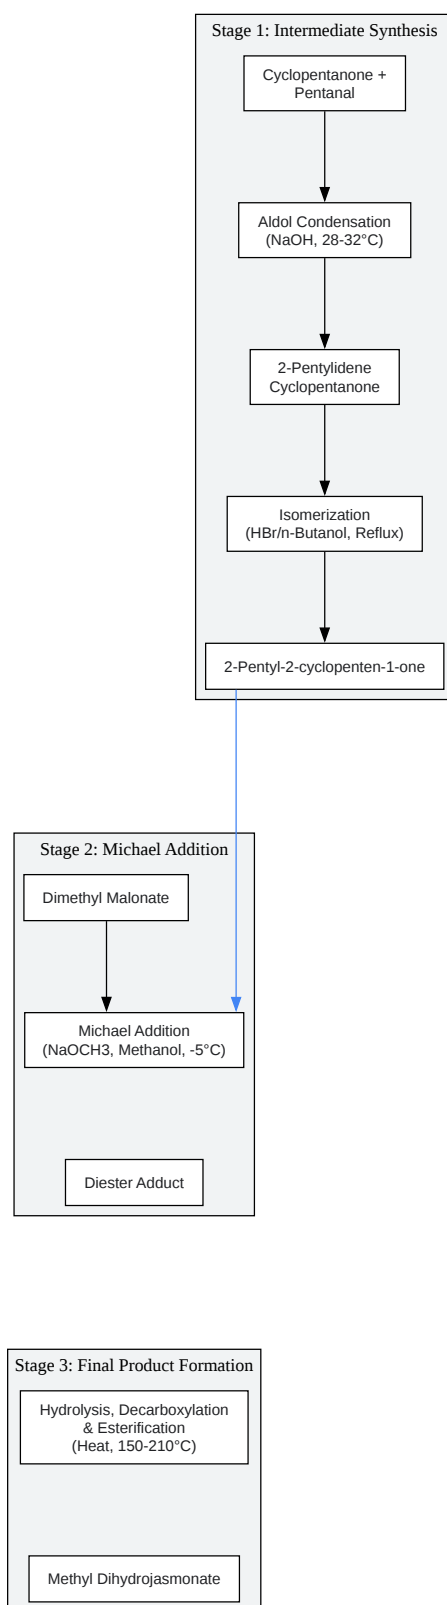 Stage 1: Intermediate Synthesis
Cyclopentanone +
Pentanal
Aldol Condensation
(NaOH, 28-32°C)
2-Pentylidene
Cyclopentanone
Isomerization
(HBr/n-Butanol, Reflux)
2-Pentyl-2-cyclopenten-1-one
Stage 2: Michael Addition
Dimethyl Malonate
Michael Addition
(NaOCH3, Methanol, -5°C)
Diester Adduct
Stage 3: Final Product Formation
Hydrolysis, Decarboxylation
& Esterification
(Heat, 150-210°C)
Methyl Dihydrojasmonate